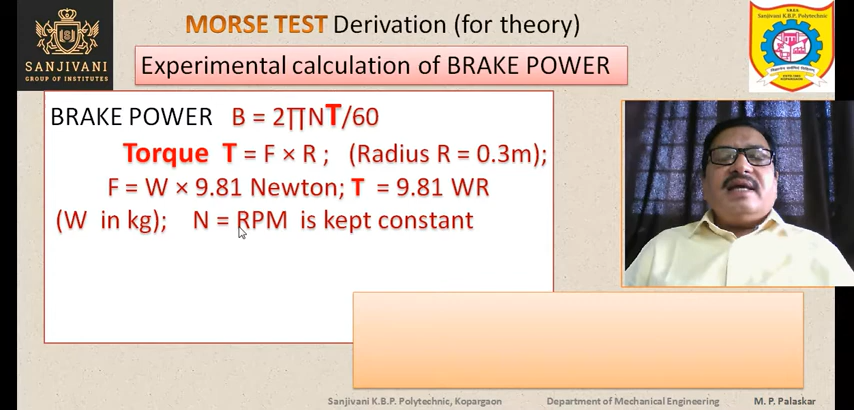 MORSE TEST Derivation (for theory)
SANJIVANI
GROUP OF INSTITUTES
Sanjivani K.B.P. Polytechnic
Experimental calculation of BRAKE POWER
BRAKE POWER B = 2∏NT/60
Torque T = F × R ; (Radius R = 0.3m);
F = W × 9.81 Newton; T = 9.81 WR
(W in kg); N = RPM is kept constant
Sanjivani K.B.P. Polytechnic, Kopargaon Department of Mechanical Engineering M. P. Palaskar